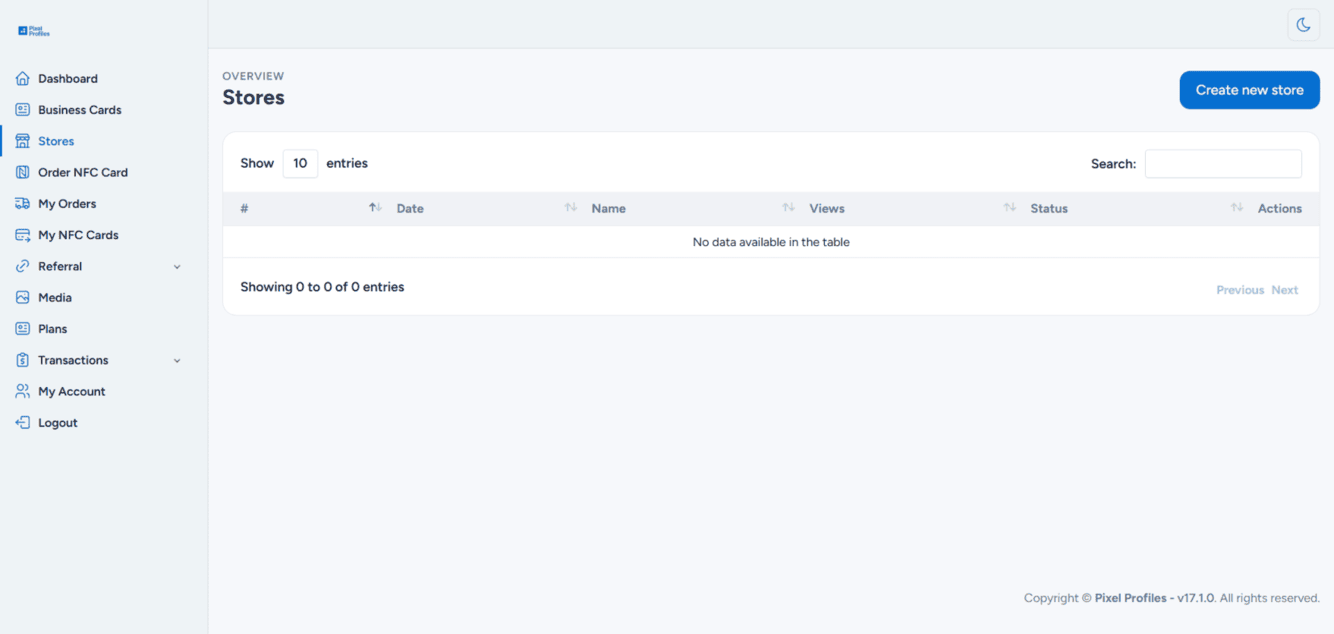 Pixel
Profiles
Dashboard
Business Cards
Stores
Order NFC Card
My Orders
My NFC Cards
Referral
Media
Plans
Transactions
My Account
Logout
OVERVIEW
Stores
Create new store
Show 10 entries
Search:
# Date Name Views Status Actions
No data available in the table
Showing 0 to 0 of 0 entries
Previous Next
Copyright © Pixel Profiles - v17.1.0. All rights reserved.